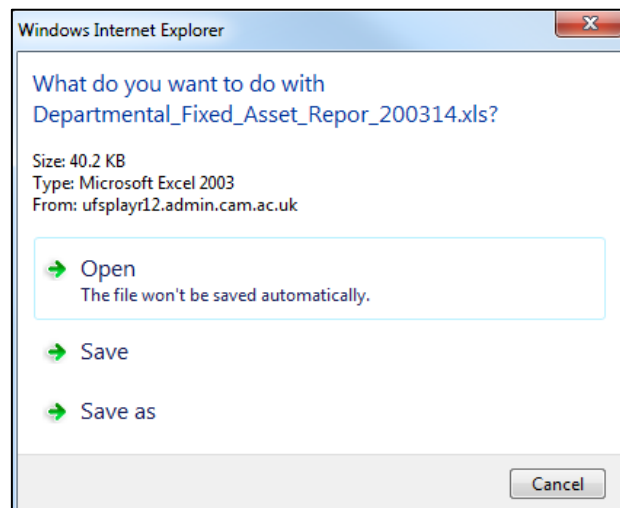 Windows Internet Explorer
X
What do you want to do with
Departmental_Fixed_Asset_Repor_200314.xls?
Size: 40.2 KB
Type: Microsoft Excel 2003
From: ufsplayr12.admin.cam.ac.uk
Open
The file won't be saved automatically.
Save
Save as
Cancel